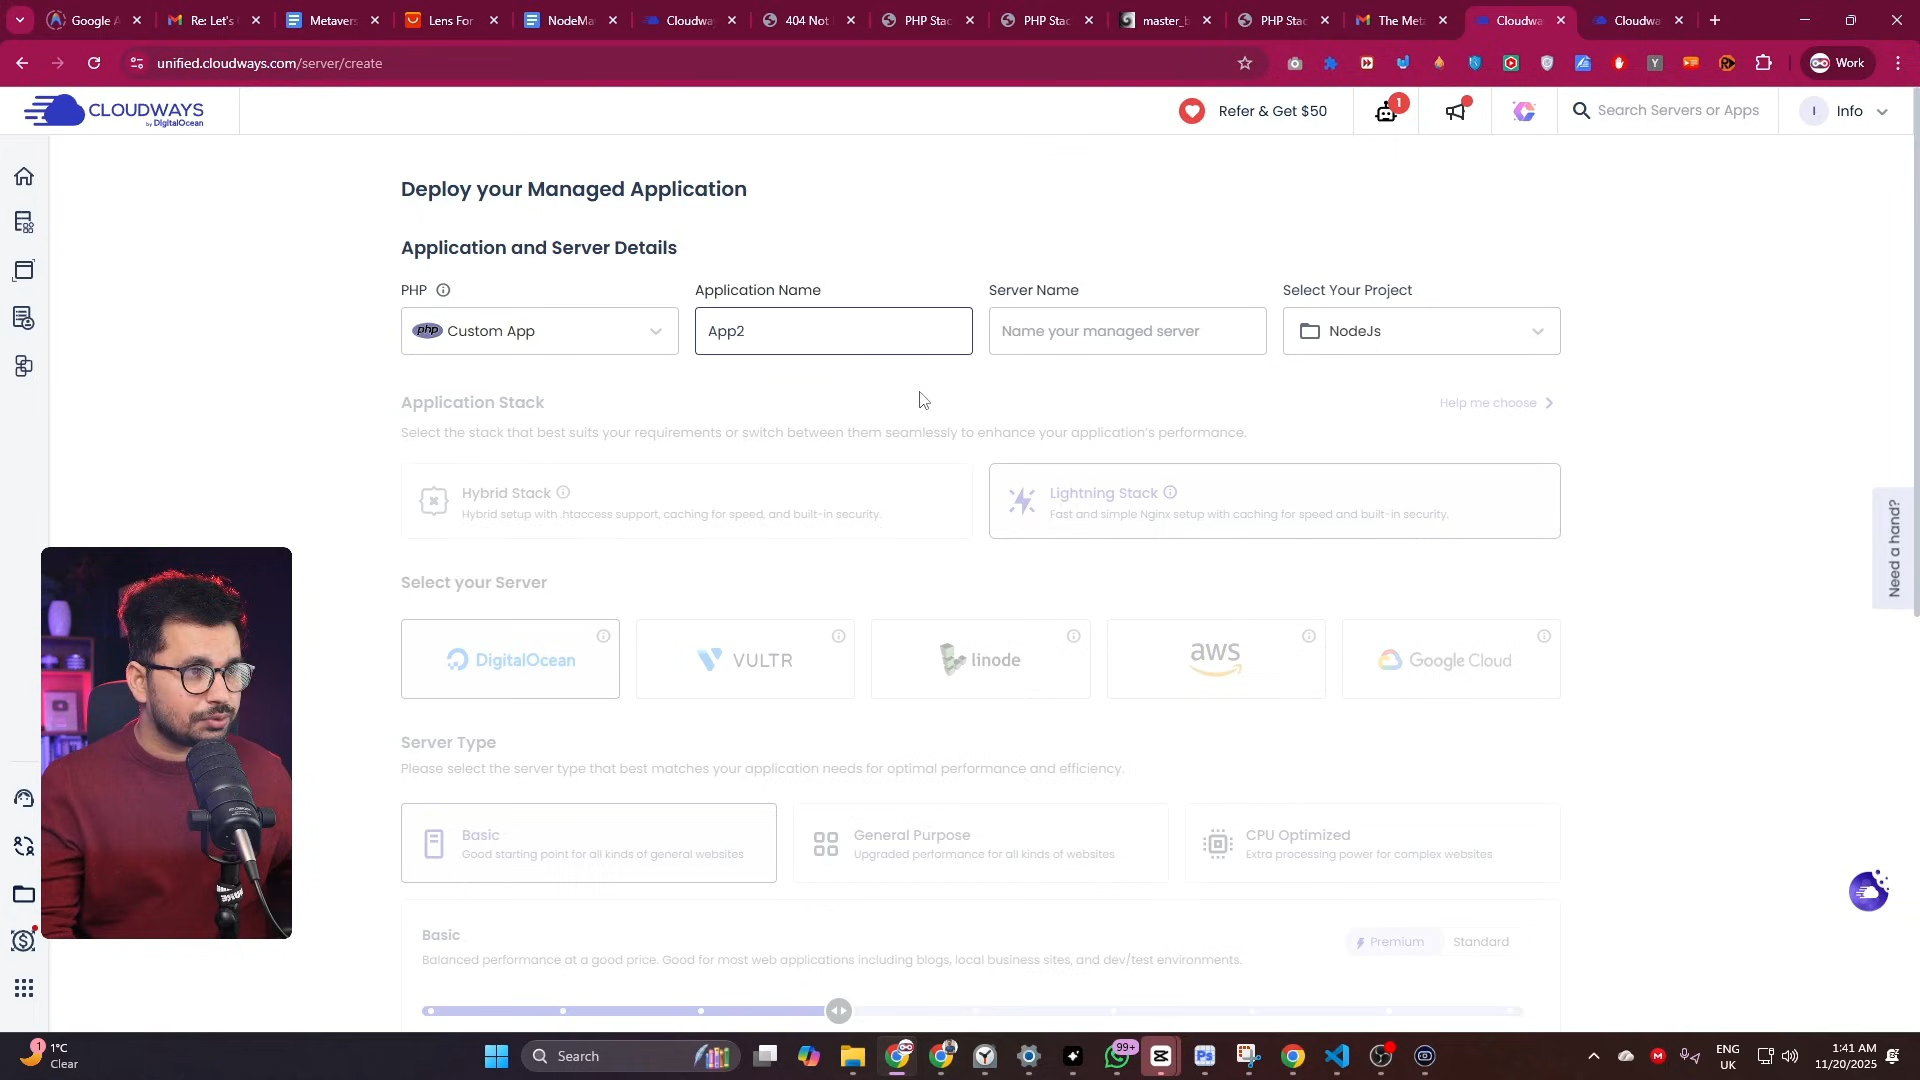 Google A
Re: Let's
Metavers
Lens For
NodeMa
Cloudwa
404 Not
PHP Stac
PHP Stac
master_b
PHP Stac
The Meta
Cloudwa
Cloudwa
unified.cloudways.com/server/create
Work
CLOUDWAYS
by DigitalOcean
Refer & Get $50
1
Search Servers or Apps
I
Info
Deploy your Managed Application
Application and Server Details
PHP
Application Name
Server Name
Select Your Project
php Custom App
App2
Name your managed server
NodeJs
Application Stack
Help me choose
Select the stack that best suits your requirements or switch between them seamlessly to enhance your application's performance.
Hybrid Stack
Hybrid setup with .htaccess support, caching for speed, and built-in security.
Lightning Stack
Fast and simple Nginx setup with caching for speed and built-in security.
Need a hand?
Select your Server
DigitalOcean
VULTR
linode
aws
Google Cloud
Server Type
Please select the server type that best matches your application needs for optimal performance and efficiency.
Basic
Good starting point for all kinds of general websites
General Purpose
Upgraded performance for all kinds of websites
CPU Optimized
Extra processing power for complex websites
Basic
Premium
Standard
Balanced performance at a good price. Good for most web applications including blogs, local business sites, and dev/test environments.
1
1°C
Clear
Search
99+
Ps
ENG
UK
1:41 AM
11/20/2025